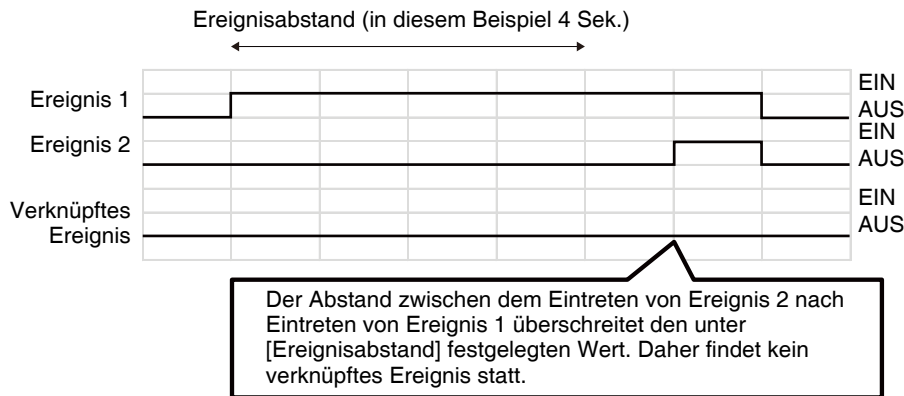 Ereignisabstand (in diesem Beispiel 4 Sek.)
Ereignis 1
EIN
AUS
Ereignis 2
EIN
AUS
Verknüpftes
Ereignis
EIN
AUS
Der Abstand zwischen dem Eintreten von Ereignis 2 nach
Eintreten von Ereignis 1 überschreitet den unter
[Ereignisabstand] festgelegten Wert. Daher findet kein
verknüpftes Ereignis statt.